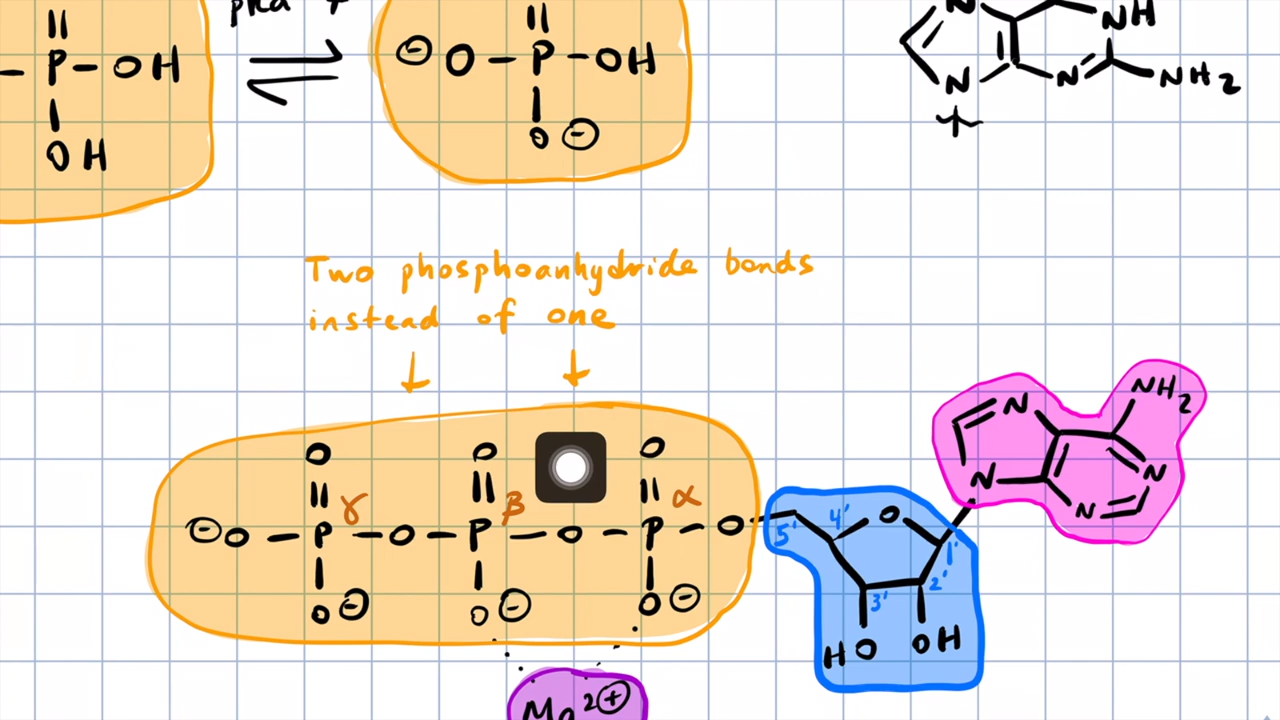 pka 7
|| || N NH
P-OH ⊖O-P-OH N N NH2
OH O⊖
Two phosphoanhydride bonds
instead of one
↓ ↓
O O O N NH2
γ β α N N
⊖O-P-O-P-O-P-O 5' 4' O 1' N
O⊖ O⊖ O⊖ 3' 2'
HO OH
Mg2⊕